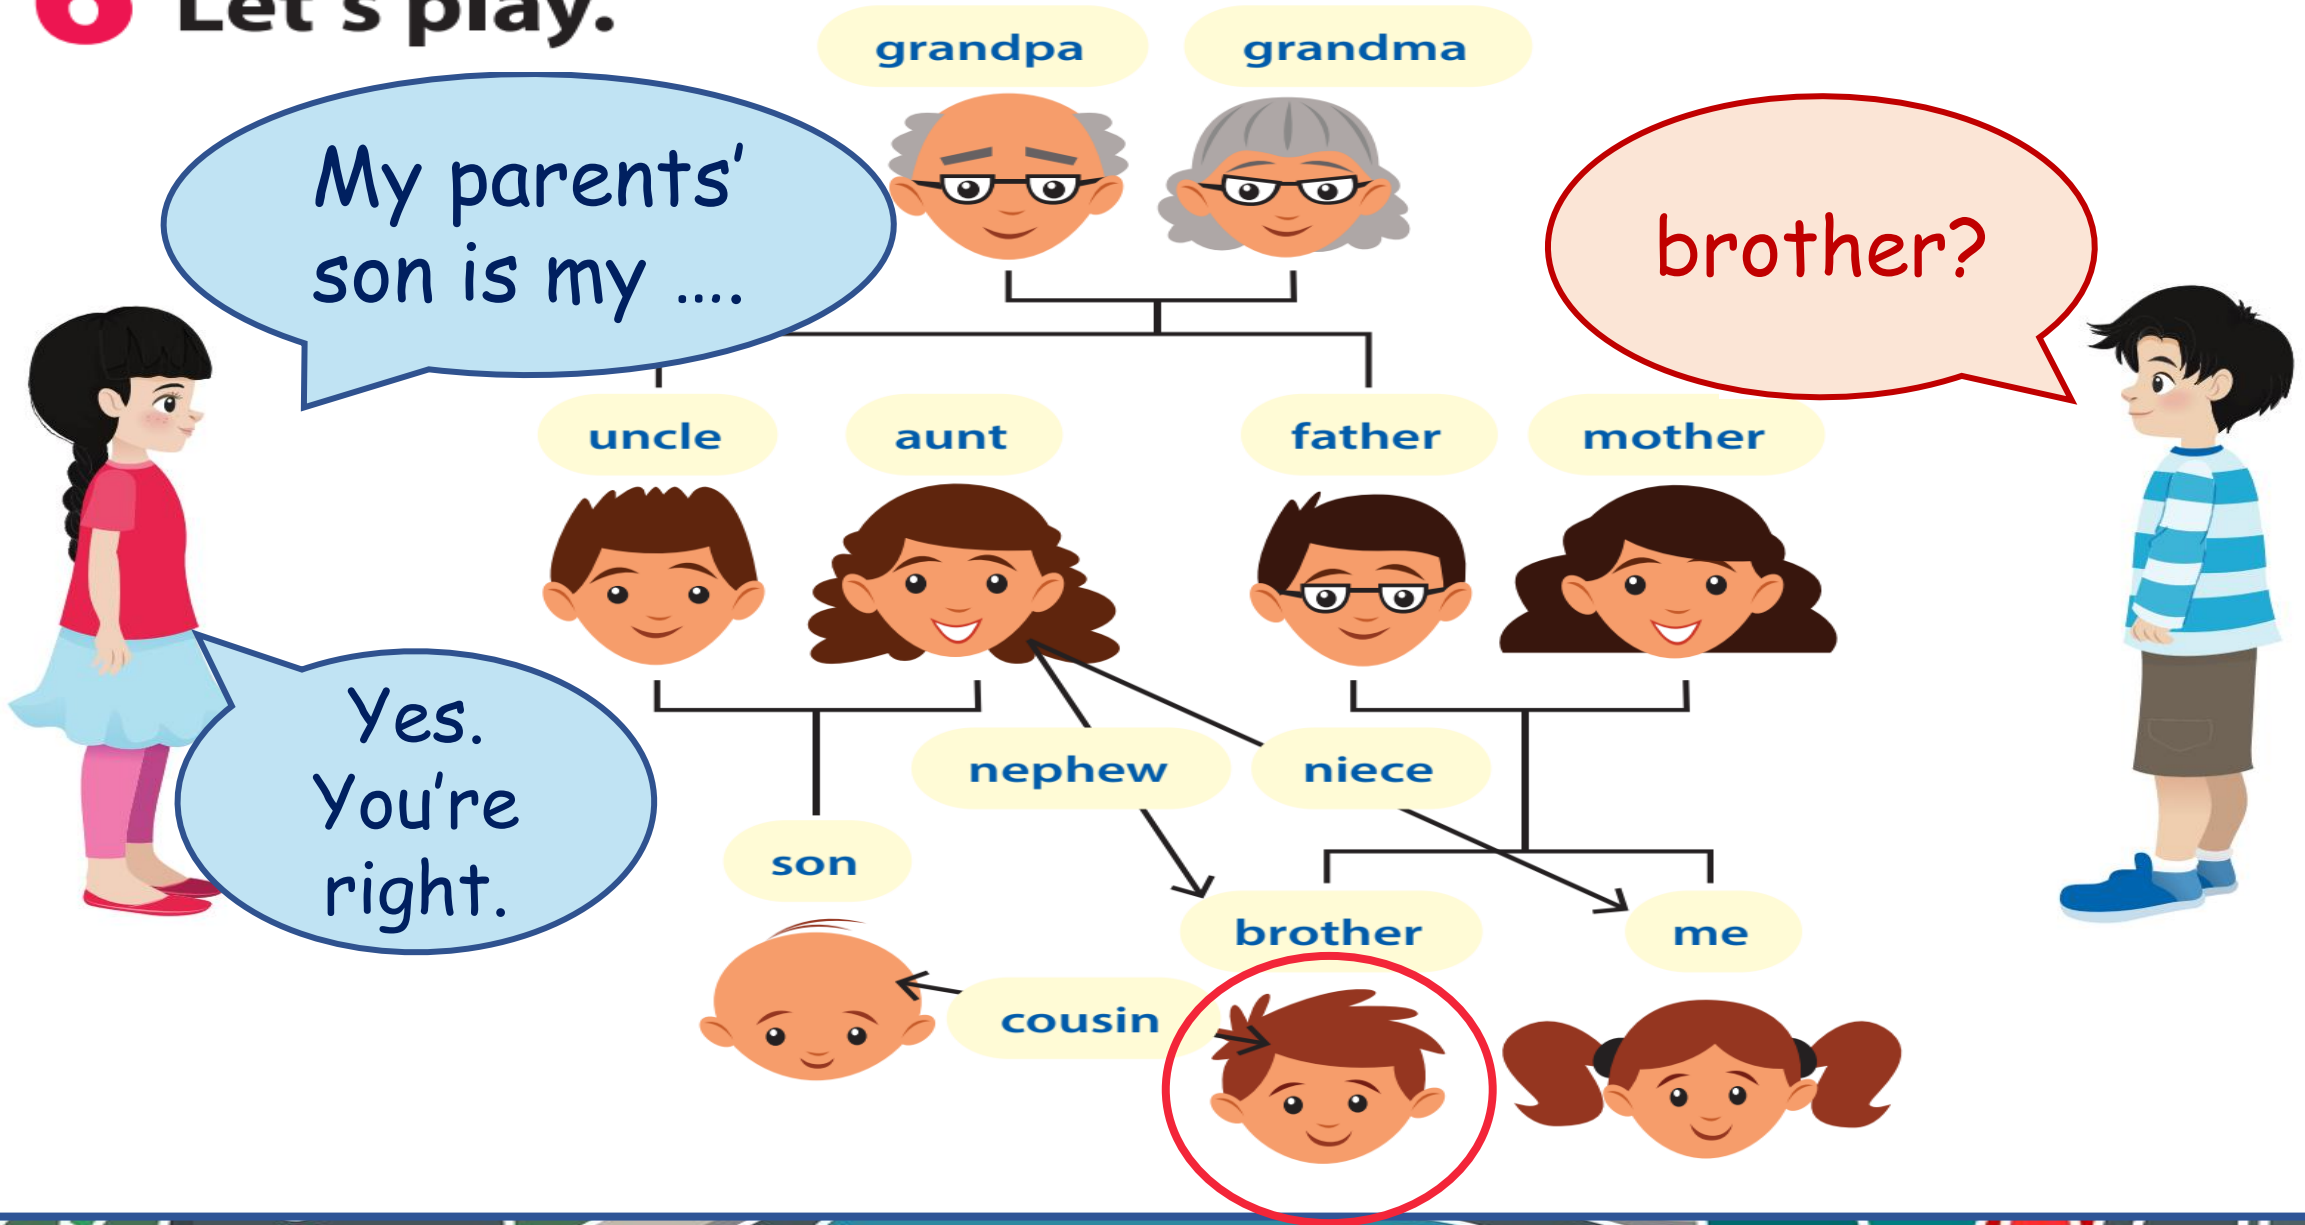 6 Let's play.
grandpa
grandma
My parents'
son is my ....
brother?
uncle
aunt
father
mother
Yes.
You're
right.
nephew
niece
son
brother
me
cousin